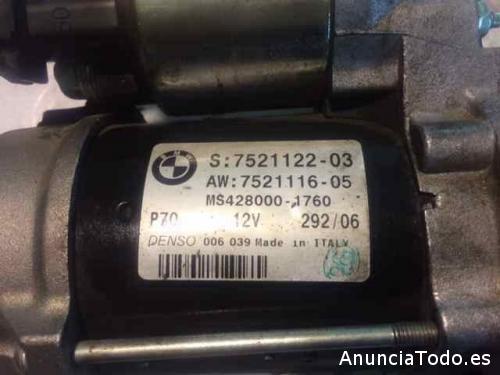 BMW
S:7521122-03
AW:7521116-05
MS428000-1760
P70 12V 292/06
DENSO 006 039 Made in ITALY
AnunciaTodo.es